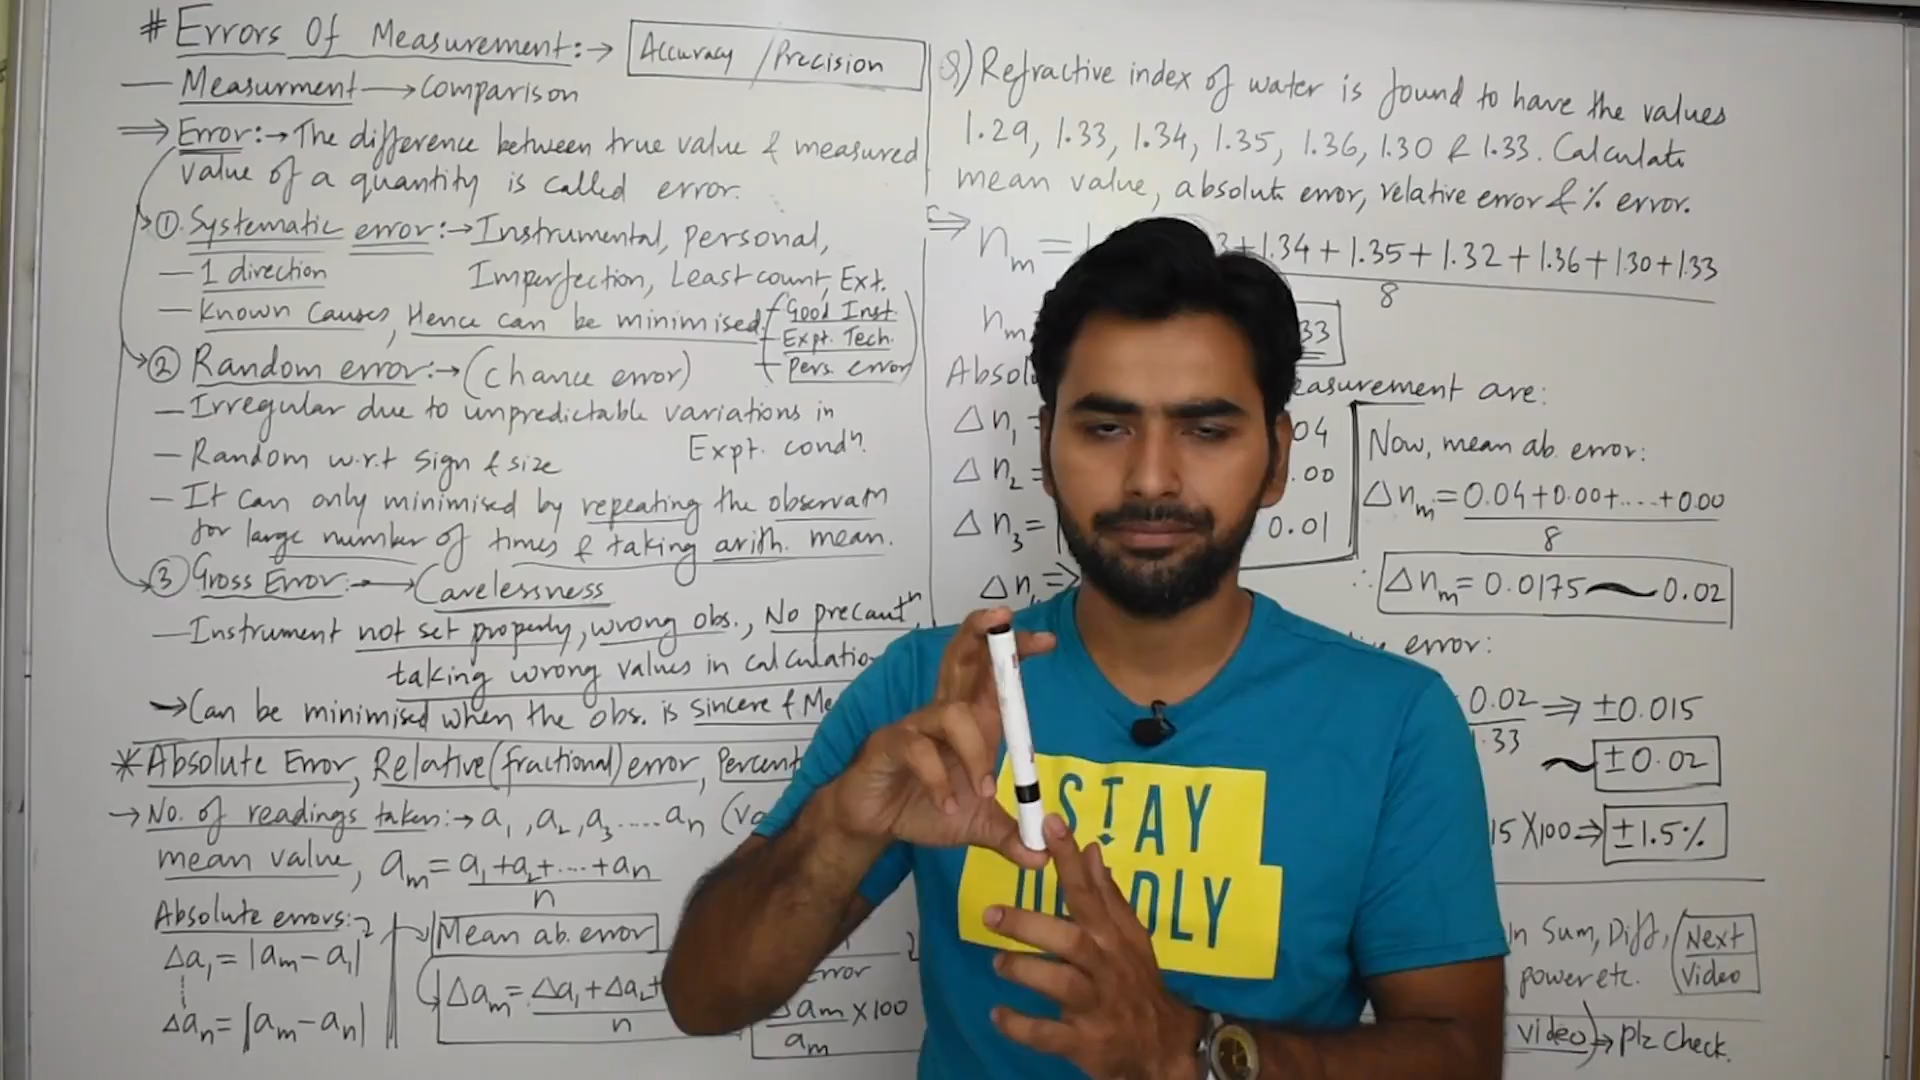 # Errors Of Measurement:→ Accuracy / Precision
— Measurment → Comparison
⇒ Error:→ The difference between true value & measured
value of a quantity is called error.
① Systematic error:→ Instrumental, personal,
— 1 direction Imperfection, Least count, Ext.
— Known Causes, Hence can be minimised.
Good Inst.
Expt. Tech.
Pers. error
② Random error:→ (Chance error)
— Irregular due to unpredictable variations in
Expt. condⁿ.
— Random w.r.t sign & size
— It can only minimised by repeating the observatn
for large number of times & taking arith. mean.
③ Gross Error:→ Carelessness
— Instrument not set properly, wrong obs., No precautⁿ,
taking wrong values in calculatio
→ Can be minimised when the obs. is sincere & Me
* Absolute Error, Relative (fractional) error, Percent
→ No. of readings taken:→ a₁, a₂, a₃ ..... aₙ (va
mean value, aₘ = a₁+a₂+...+aₙ
n
Absolute errors:-
Δa₁ = |aₘ - a₁|
Δaₙ = |aₘ - aₙ|
Mean ab. error
Δaₘ = Δa₁+Δa₂+
n
error
Δaₘ x 100
aₘ
Q) Refractive index of water is found to have the values
1.29, 1.33, 1.34, 1.35, 1.36, 1.30 & 1.33. Calculate
mean value, absolute error, relative error & % error.
⇒ nₘ = 1. 3+1.34+1.35+1.32+1.36+1.30+1.33
8
nₘ 33
Absol easurement are:
Δn₁ = 04
Δn₂ = .00
Δn₃ = 0.01
Δn ⇒
Now, mean ab. error:
Δnₘ = 0.04+0.00+.....+0.00
8
∴ Δnₘ = 0.0175 ~ 0.02
ive error:
0.02 ⇒ ±0.015
1.33
~ ±0.02
15 X100 ⇒ ±1.5%
In Sum, Diff,
power etc.
Next
Video
video) → plz check.
STAY
DEADLY